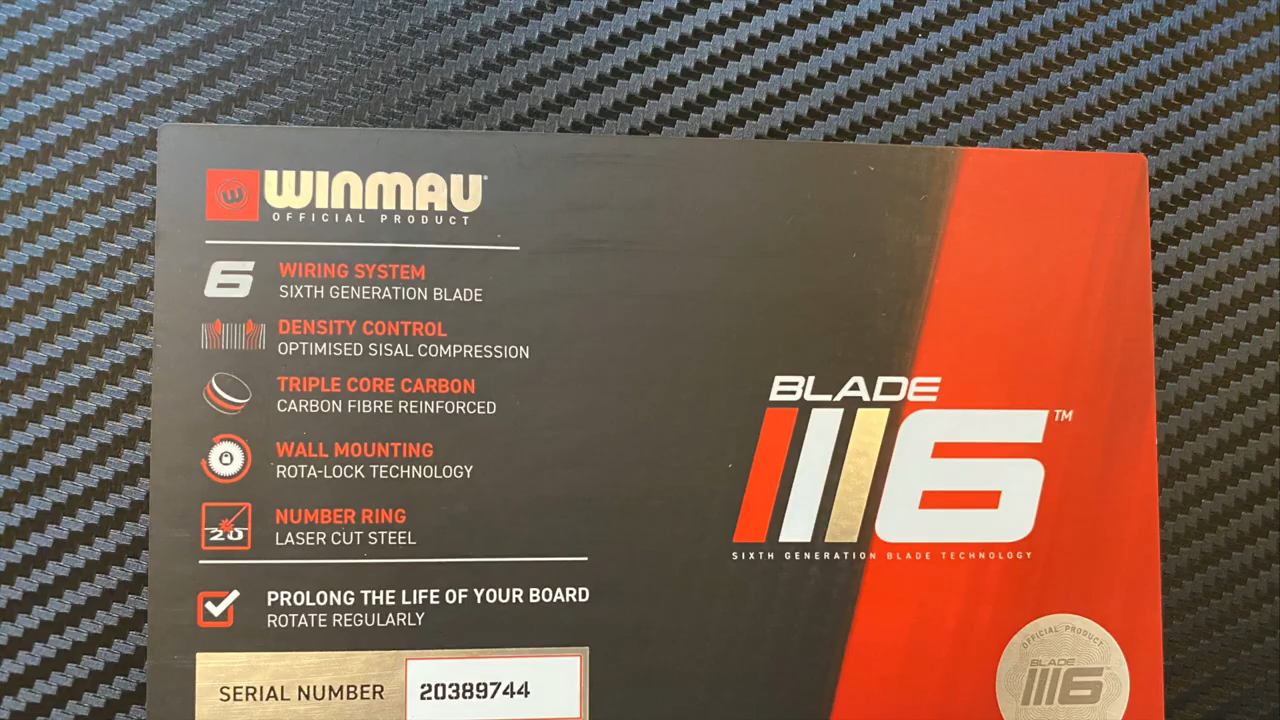 WINMAU
OFFICIAL PRODUCT
6
WIRING SYSTEM
SIXTH GENERATION BLADE
DENSITY CONTROL
OPTIMISED SISAL COMPRESSION
TRIPLE CORE CARBON
CARBON FIBRE REINFORCED
WALL MOUNTING
ROTA-LOCK TECHNOLOGY
20
NUMBER RING
LASER CUT STEEL
PROLONG THE LIFE OF YOUR BOARD
ROTATE REGULARLY
SERIAL NUMBER 20389744
BLADE
6™
SIXTH GENERATION BLADE TECHNOLOGY
OFFICIAL PRODUCT
BLADE
6